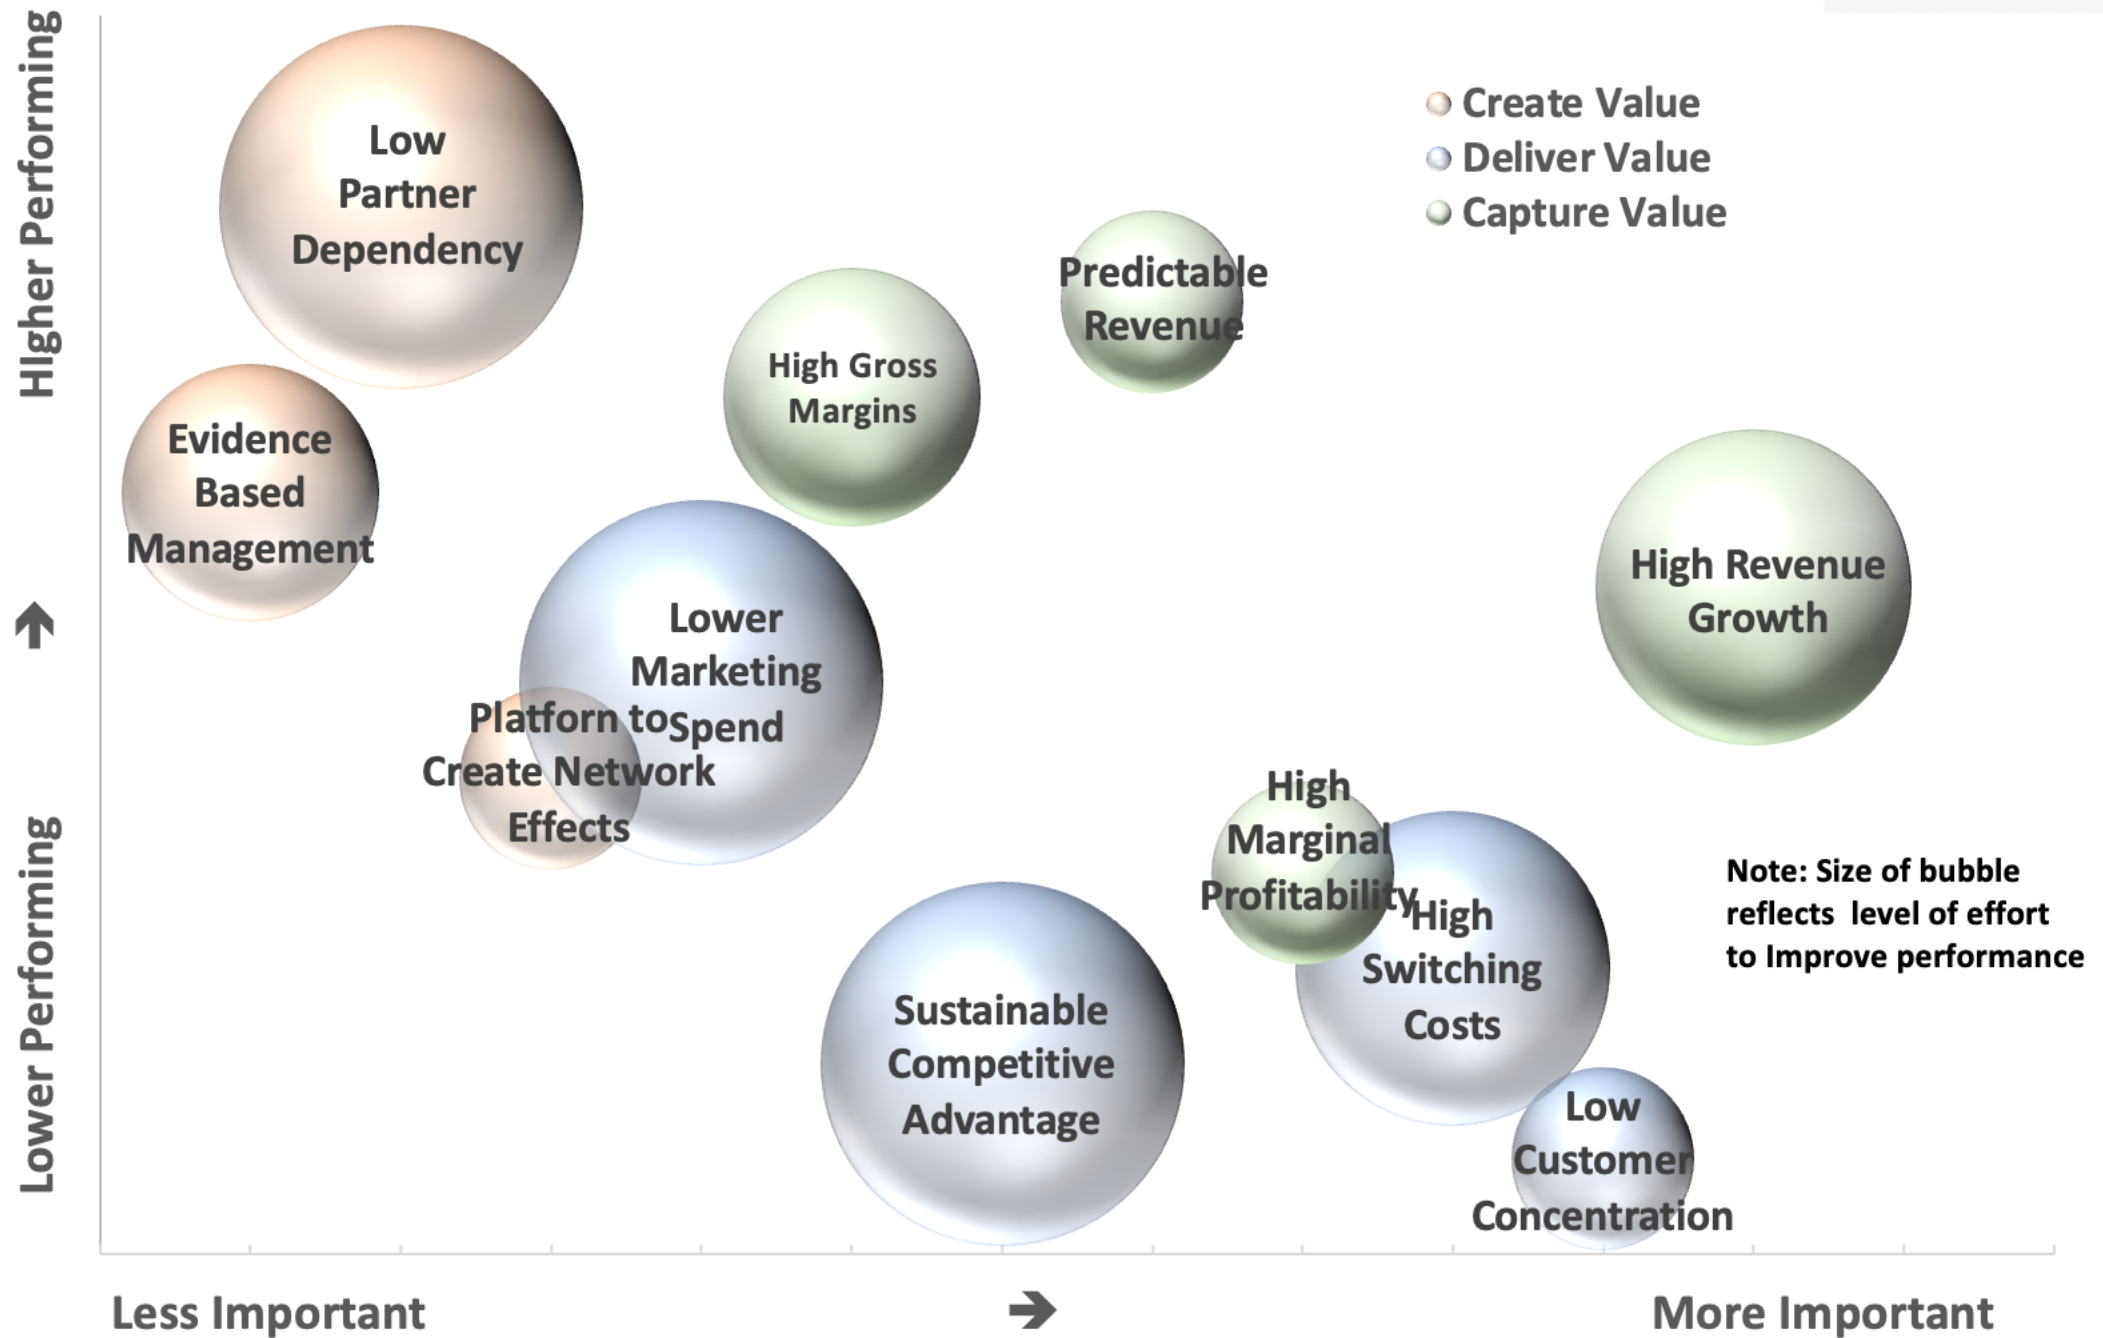 HIgher Performing
➔
Lower Performing
Low
Partner
Dependency
Create Value
Deliver Value
Capture Value
Predictable
Revenue
High Gross
Margins
Evidence
Based
Management
High Revenue
Growth
Lower
Marketing
Spend
Platforn to
Create Network
Effects
High
Marginal
Profitability
High
Switching
Costs
Note: Size of bubble
reflects  level of effort
to Improve performance
Sustainable
Competitive
Advantage
Low
Customer
Concentration
Less Important
➔
More Important